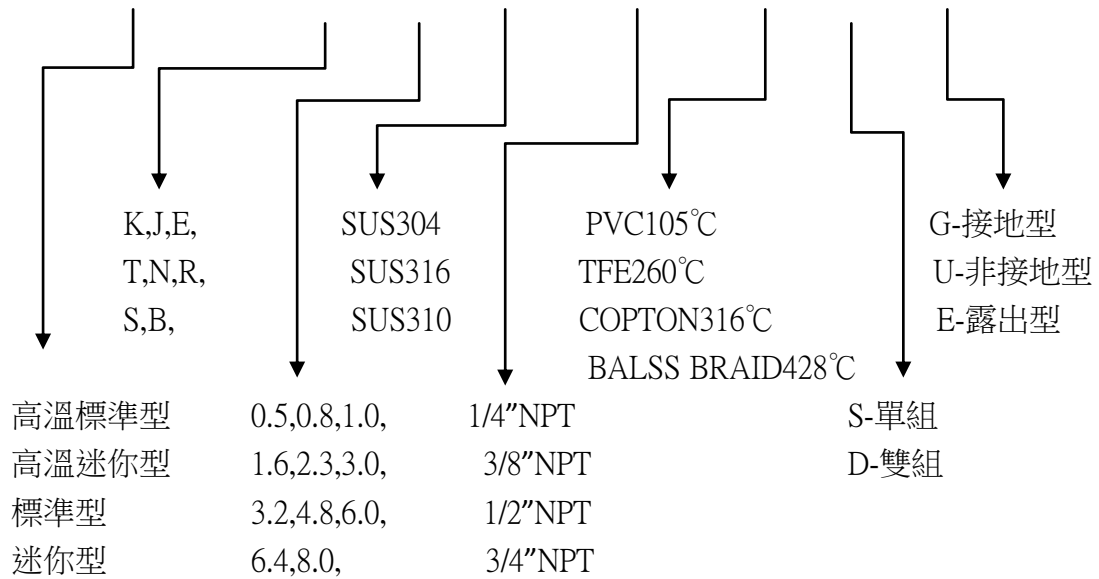 K,J,E, SUS304 PVC105℃ G-接地型
T,N,R, SUS316 TFE260℃ U-非接地型
S,B, SUS310 COPTON316℃ E-露出型
BALSS BRAID428℃
高溫標準型 0.5,0.8,1.0, 1/4″NPT S-單組
高溫迷你型 1.6,2.3,3.0, 3/8″NPT D-雙組
標準型 3.2,4.8,6.0, 1/2″NPT
迷你型 6.4,8.0, 3/4″NPT